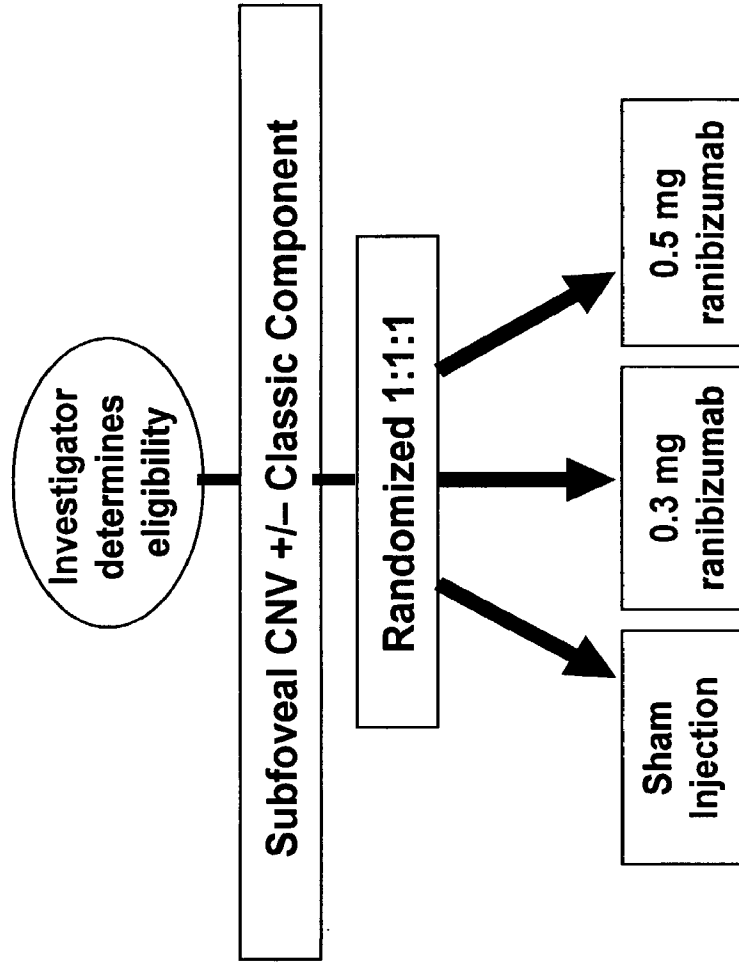 Investigator
determines
eligibility
Subfoveal CNV +/– Classic Component
Randomized 1:1:1
Sham
Injection
0.3 mg
ranibizumab
0.5 mg
ranibizumab